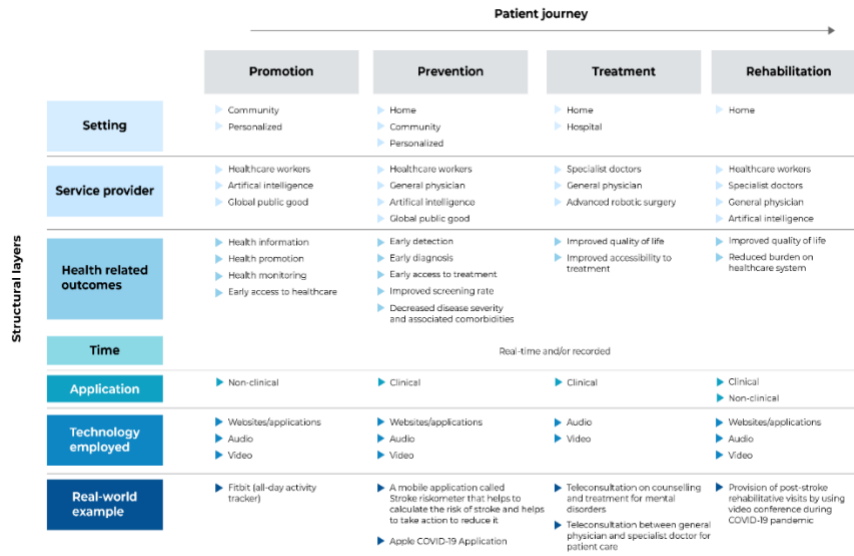 Patient journey
Promotion
Prevention
Treatment
Rehabilitation
Structural layers
Setting
Community
Personalized
Home
Community
Personalized
Home
Hospital
Home
Service provider
Healthcare workers
Artifical intelligence
Global public good
Healthcare workers
General physician
Artificial intelligence
Global public good
Specialist doctors
General physician
Advanced robotic surgery
Healthcare workers
Specialist doctors
General physician
Artificial intelligence
Health related
outcomes
Health information
Health promotion
Health monitoring
Early access to healthcare
Early detection
Early diagnosis
Early access to treatment
Improved screening rate
Decreased disease severity
and associated comorbidities
Improved quality of life
Improved accessibility to
treatment
Improved quality of life
Reduced burden on
healthcare system
Time
Real-time and/or recorded
Application
Non-clinical
Clinical
Clinical
Clinical
Non-clinical
Technology
employed
Websites/applications
Audio
Video
Websites/applications
Audio
Video
Audio
Video
Websites/applications
Audio
Video
Real-world
example
Fitbit (all-day activity
tracker)
A mobile application called
Stroke riskometer that helps to
calculate the risk of stroke and helps
to take action to reduce it
Apple COVID-19 Application
Teleconsultation on counselling
and treatment for mental
disorders
Teleconsultation between general
physician and specialist doctor for
patient care
Provision of post-stroke
rehabilitative visits by using
video conference during
COVID-19 pandemic